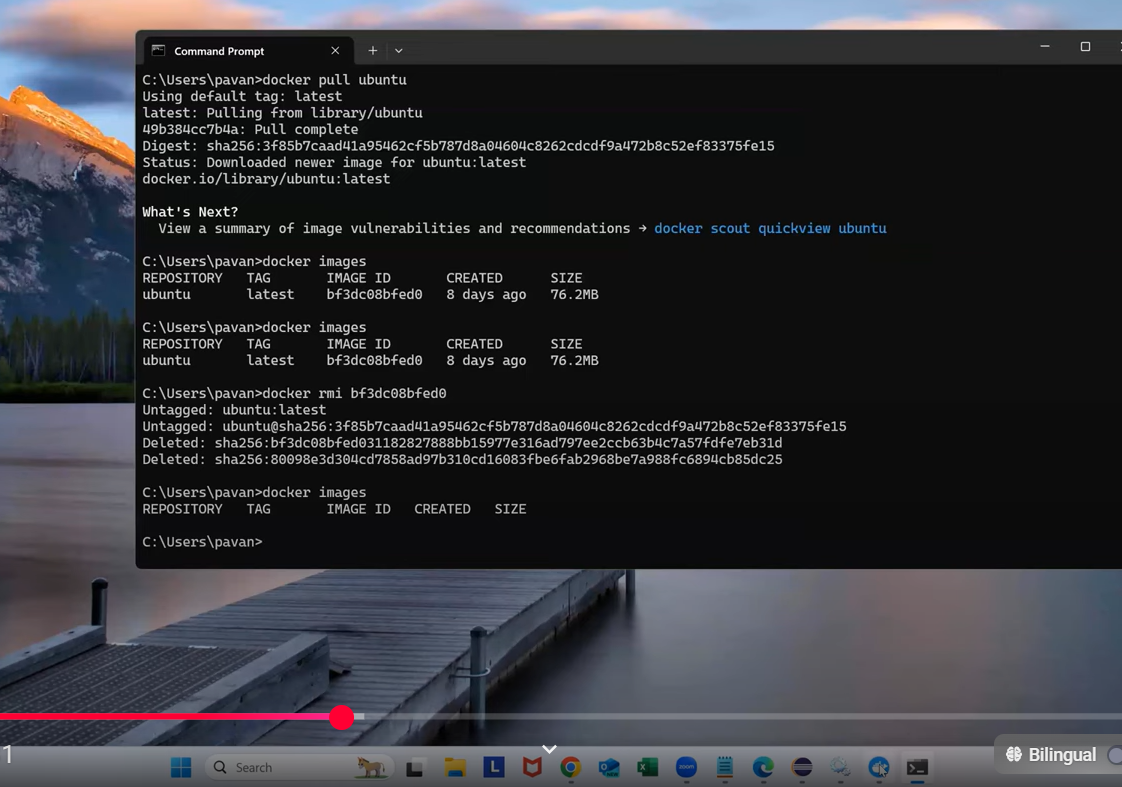 Command Prompt
C:\Users\pavan>docker pull ubuntu
Using default tag: latest
latest: Pulling from library/ubuntu
49b384cc7b4a: Pull complete
Digest: sha256:3f85b7caad41a95462cf5b787d8a04604c8262cdcdf9a472b8c52ef83375fe15
Status: Downloaded newer image for ubuntu:latest
docker.io/library/ubuntu:latest
What's Next?
View a summary of image vulnerabilities and recommendations → docker scout quickview ubuntu
C:\Users\pavan>docker images
REPOSITORY TAG IMAGE ID CREATED SIZE
ubuntu latest bf3dc08bfed0 8 days ago 76.2MB
C:\Users\pavan>docker images
REPOSITORY TAG IMAGE ID CREATED SIZE
ubuntu latest bf3dc08bfed0 8 days ago 76.2MB
C:\Users\pavan>docker rmi bf3dc08bfed0
Untagged: ubuntu:latest
Untagged: ubuntu@sha256:3f85b7caad41a95462cf5b787d8a04604c8262cdcdf9a472b8c52ef83375fe15
Deleted: sha256:bf3dc08bfed031182827888bb15977e316ad797ee2ccb63b4c7a57fdfe7eb31d
Deleted: sha256:80098e3d304cd7858ad97b310cd16083fbe6fab2968be7a988fc6894cb85dc25
C:\Users\pavan>docker images
REPOSITORY TAG IMAGE ID CREATED SIZE
C:\Users\pavan>
1
Bilingual
Search
L
zoom